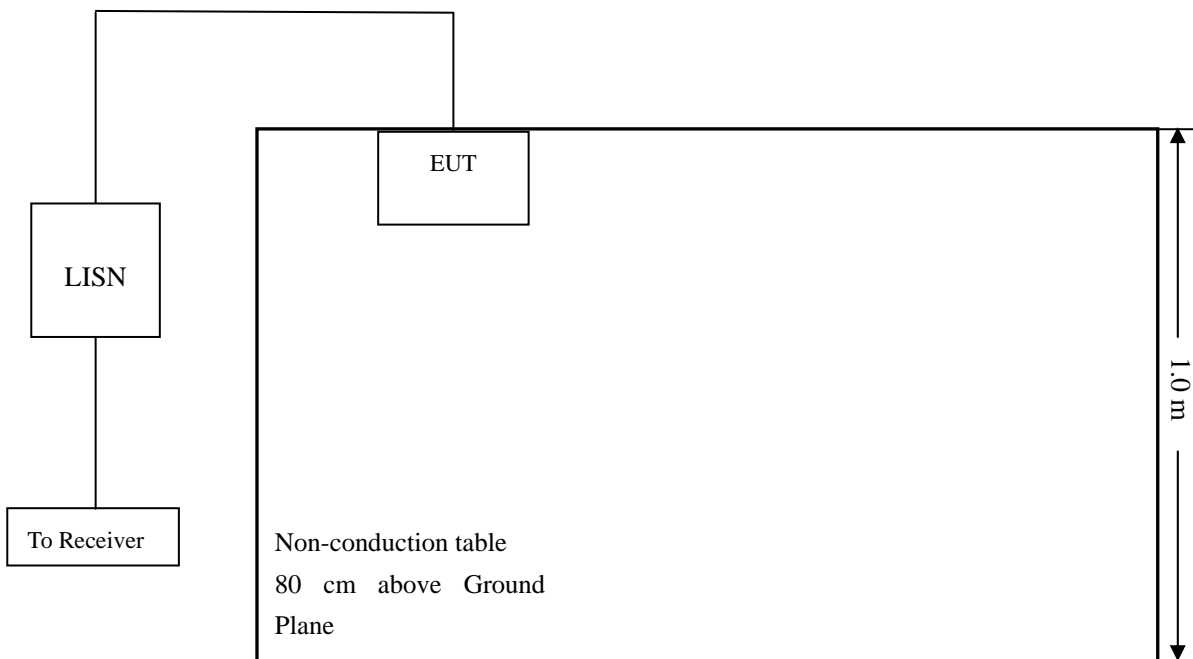 EUT
LISN
1.0 m
To Receiver
Non-conduction table
80 cm above Ground
Plane